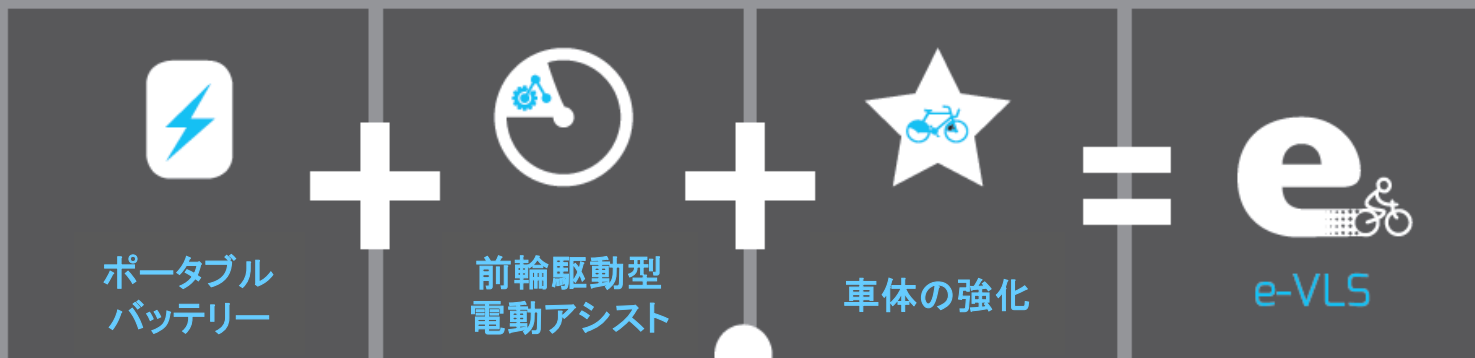 ポータブル
バッテリー
前輪駆動型
電動アシスト
車体の強化
e
e-VLS